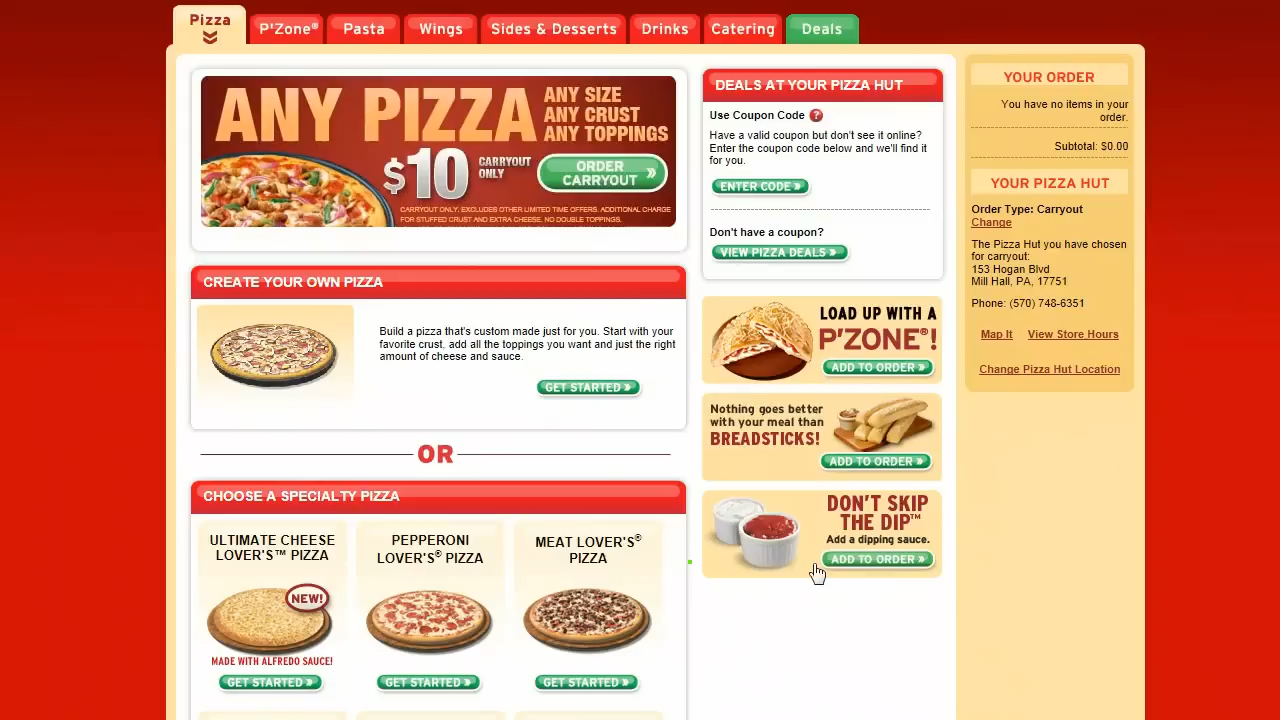 Pizza
P'Zone®
Pasta
Wings
Sides & Desserts
Drinks
Catering
Deals
ANY PIZZA
ANY SIZE
ANY CRUST
ANY TOPPINGS
$10
CARRYOUT
ONLY
ORDER
CARRYOUT »
CARRYOUT ONLY. EXCLUDES OTHER LIMITED TIME OFFERS. ADDITIONAL CHARGE
FOR STUFFED CRUST AND EXTRA CHEESE. NO DOUBLE TOPPINGS.
CREATE YOUR OWN PIZZA
Build a pizza that's custom made just for you. Start with your
favorite crust, add all the toppings you want and just the right
amount of cheese and sauce.
GET STARTED »
OR
CHOOSE A SPECIALTY PIZZA
ULTIMATE CHEESE
LOVER'S™ PIZZA
NEW!
MADE WITH ALFREDO SAUCE!
GET STARTED »
PEPPERONI
LOVER'S® PIZZA
GET STARTED »
MEAT LOVER'S®
PIZZA
GET STARTED »
DEALS AT YOUR PIZZA HUT
Use Coupon Code ?
Have a valid coupon but don't see it online?
Enter the coupon code below and we'll find it
for you.
ENTER CODE »
Don't have a coupon?
VIEW PIZZA DEALS »
LOAD UP WITH A
P'ZONE®!
ADD TO ORDER »
Nothing goes better
with your meal than
BREADSTICKS!
ADD TO ORDER »
DON'T SKIP
THE DIP™
Add a dipping sauce.
ADD TO ORDER »
YOUR ORDER
You have no items in your
order.
Subtotal: $0.00
YOUR PIZZA HUT
Order Type: Carryout
Change
The Pizza Hut you have chosen
for carryout:
153 Hogan Blvd
Mill Hall, PA, 17751
Phone: (570) 748-6351
Map It
View Store Hours
Change Pizza Hut Location